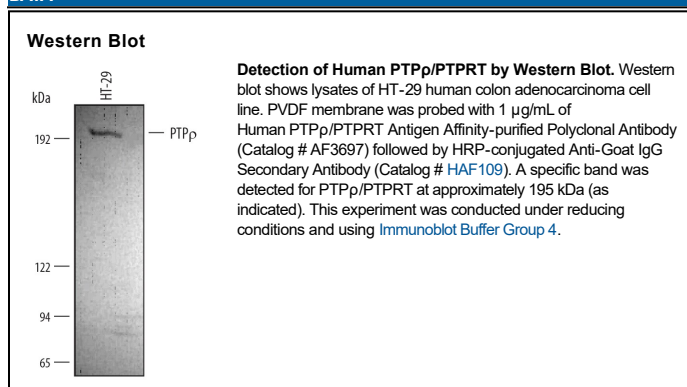 Western Blot
HT-29
kDa
192
PTPρ
122
94
65
Detection of Human PTPρ/PTPRT by Western Blot. Western
blot shows lysates of HT-29 human colon adenocarcinoma cell
line. PVDF membrane was probed with 1 µg/mL of
Human PTPρ/PTPRT Antigen Affinity-purified Polyclonal Antibody
(Catalog # AF3697) followed by HRP-conjugated Anti-Goat IgG
Secondary Antibody (Catalog # HAF109). A specific band was
detected for PTPρ/PTPRT at approximately 195 kDa (as
indicated). This experiment was conducted under reducing
conditions and using Immunoblot Buffer Group 4.